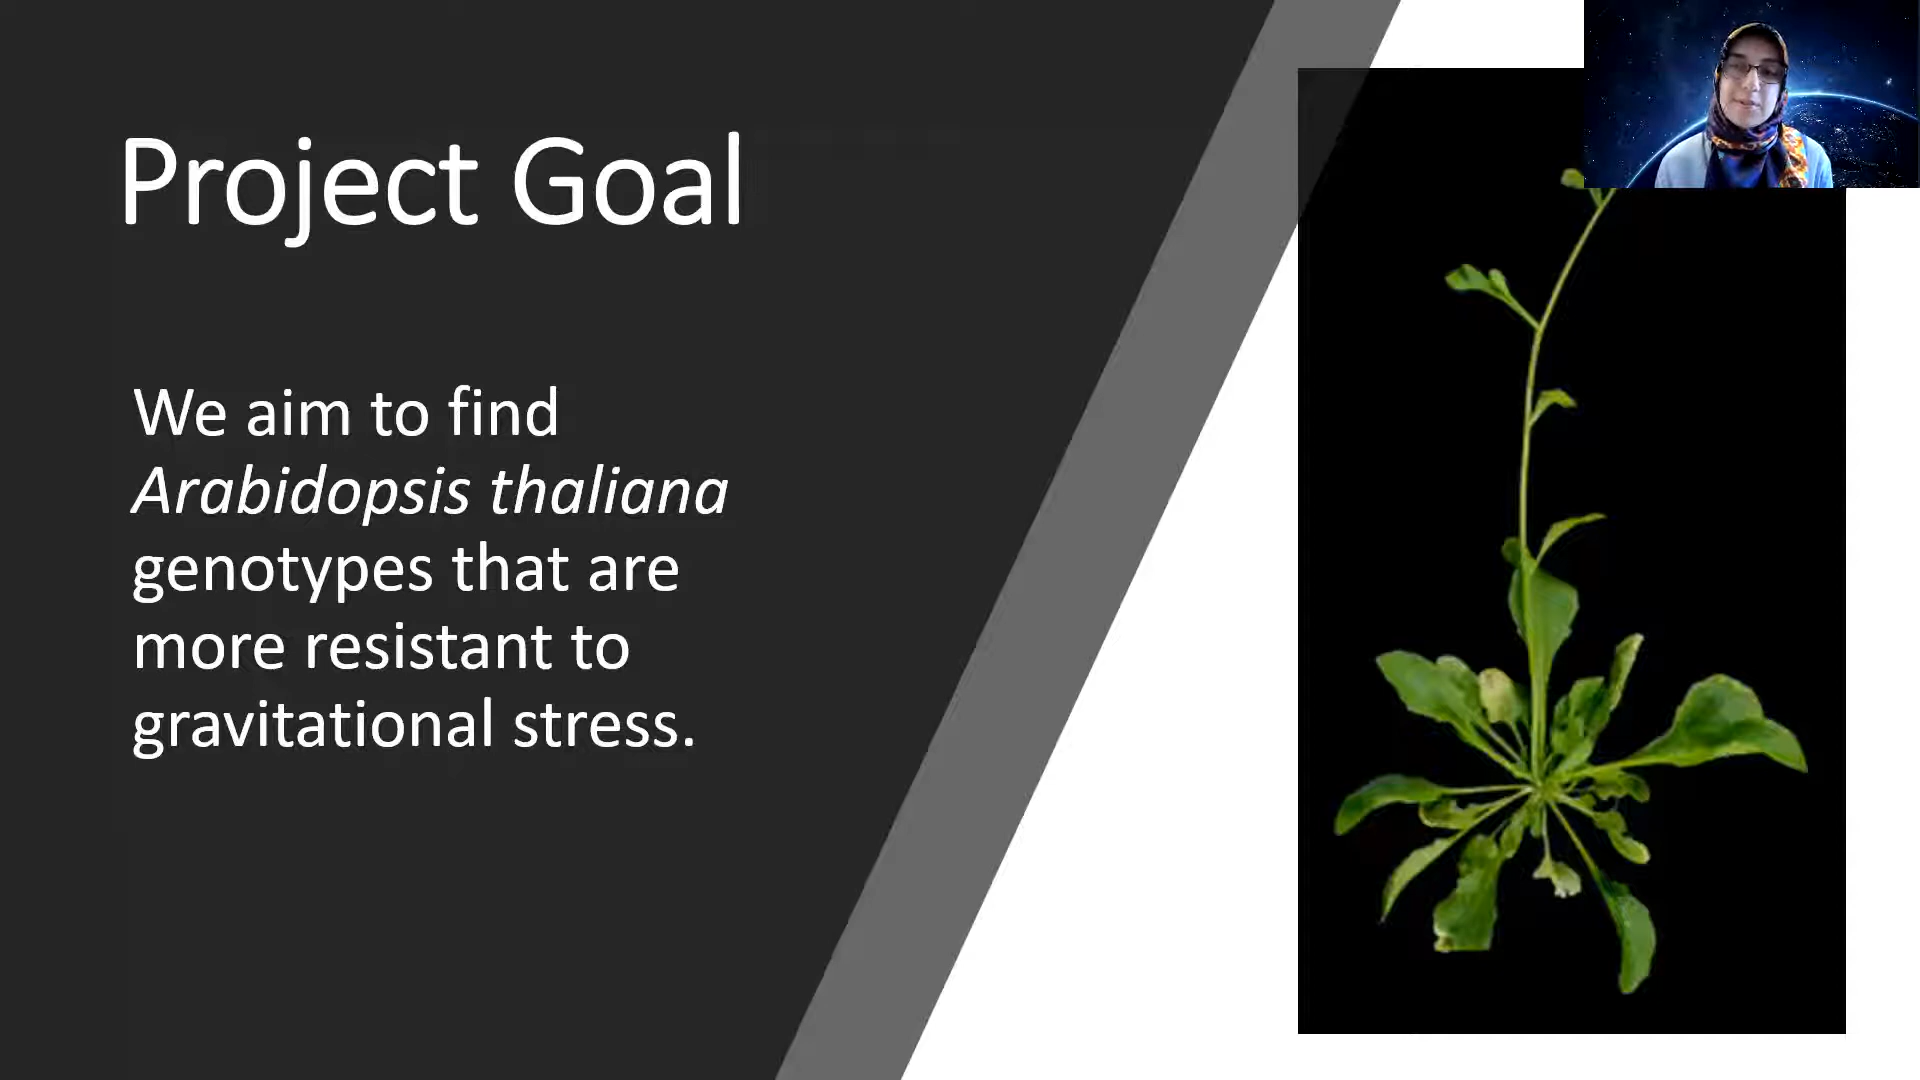 Project Goal
We aim to find
Arabidopsis thaliana
genotypes that are
more resistant to
gravitational stress.